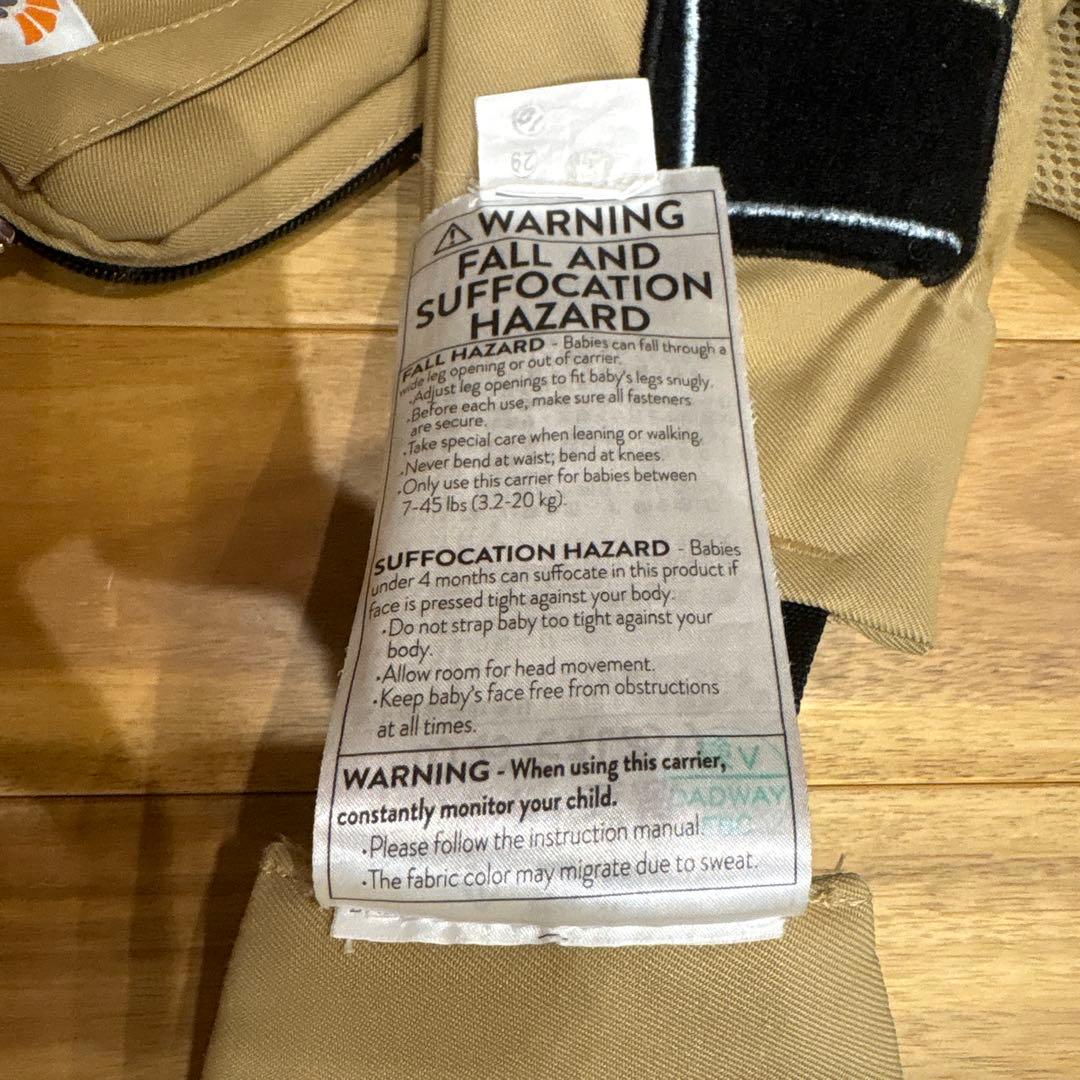 29
⚠ WARNING
FALL AND
SUFFOCATION
HAZARD
FALL HAZARD - Babies can fall through a
wide leg opening or out of carrier.
•Adjust leg openings to fit baby's legs snugly.
•Before each use, make sure all fasteners
are secure.
•Take special care when leaning or walking.
•Never bend at waist; bend at knees.
•Only use this carrier for babies between
7-45 lbs (3.2-20 kg).
SUFFOCATION HAZARD - Babies
under 4 months can suffocate in this product if
face is pressed tight against your body.
•Do not strap baby too tight against your
body.
•Allow room for head movement.
•Keep baby's face free from obstructions
at all times.
WARNING - When using this carrier,
constantly monitor your child.
•Please follow the instruction manual.
•The fabric color may migrate due to sweat.
DADWAY